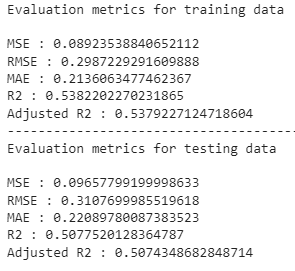 Evaluation metrics for training data
MSE : 0.08923538840652112
RMSE : 0.2987229291609888
MAE : 0.2136063477462367
R2 : 0.5382202270231865
Adjusted R2 : 0.5379227124718604
------------------------------------
Evaluation metrics for testing data
MSE : 0.09657799199998633
RMSE : 0.3107699985519618
MAE : 0.22089780087383523
R2 : 0.5077520128364787
Adjusted R2 : 0.5074348682848714